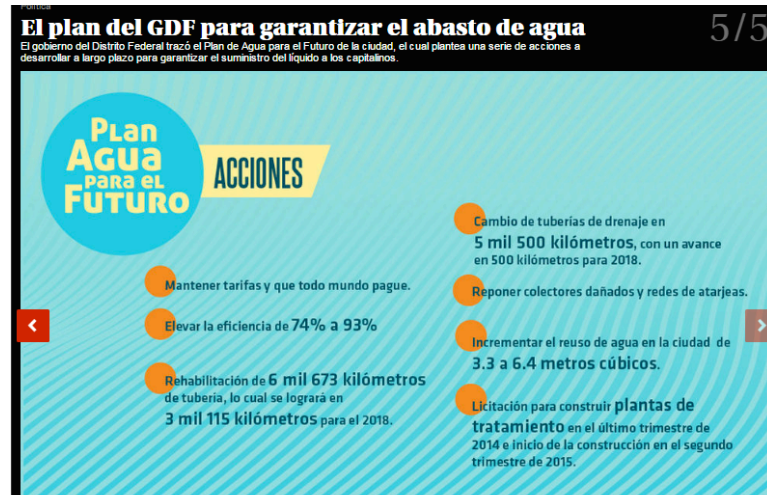 Política
El plan del GDF para garantizar el abasto de agua
5/5
El gobierno del Distrito Federal trazó el Plan de Agua para el Futuro de la ciudad, el cual plantea una serie de acciones a
desarrollar a largo plazo para garantizar el suministro del líquido a los capitalinos.
PLan
AGUa
PARA EL
FUTURO
ACCIONES
Mantener tarifas y que todo mundo pague.
Elevar la eficiencia de 74% a 93%
Rehabilitación de 6 mil 673 kilómetros
de tubería, lo cual se logrará en
3 mil 115 kilómetros para el 2018.
Cambio de tuberías de drenaje en
5 mil 500 kilómetros, con un avance
en 500 kilómetros para 2018.
Reponer colectores dañados y redes de atarjeas.
Incrementar el reuso de agua en la ciudad de
3.3 a 6.4 metros cúbicos.
Licitación para construir plantas de
tratamiento en el último trimestre de
2014 e inicio de la construcción en el segundo
trimestre de 2015.